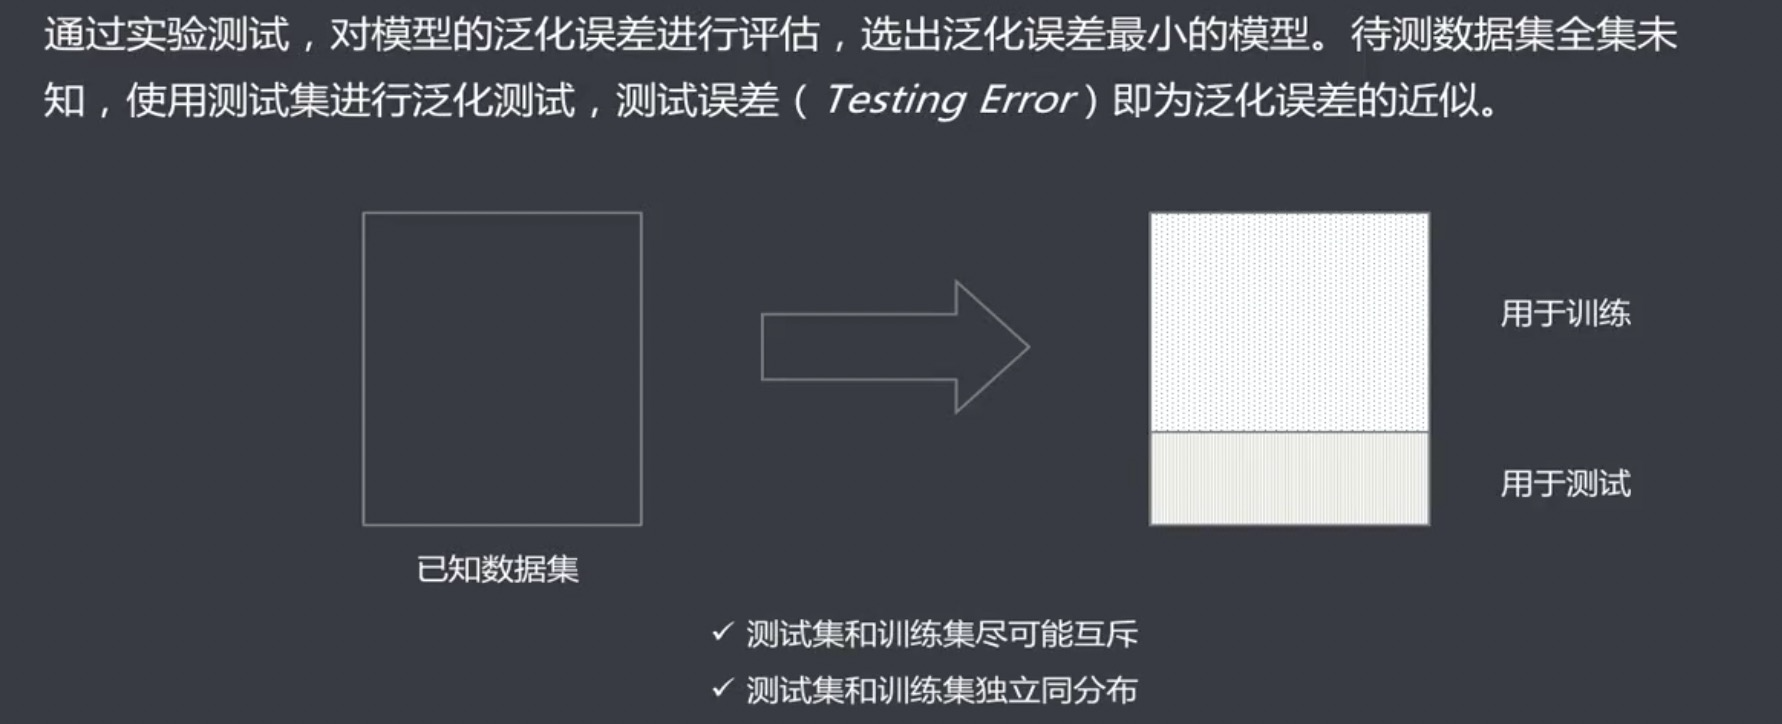 通过实验测试，对模型的泛化误差进行评估，选出泛化误差最小的模型。待测数据集全集未
知，使用测试集进行泛化测试，测试误差（Testing Error）即为泛化误差的近似。
用于训练
用于测试
已知数据集
✓ 测试集和训练集尽可能互斥
✓ 测试集和训练集独立同分布